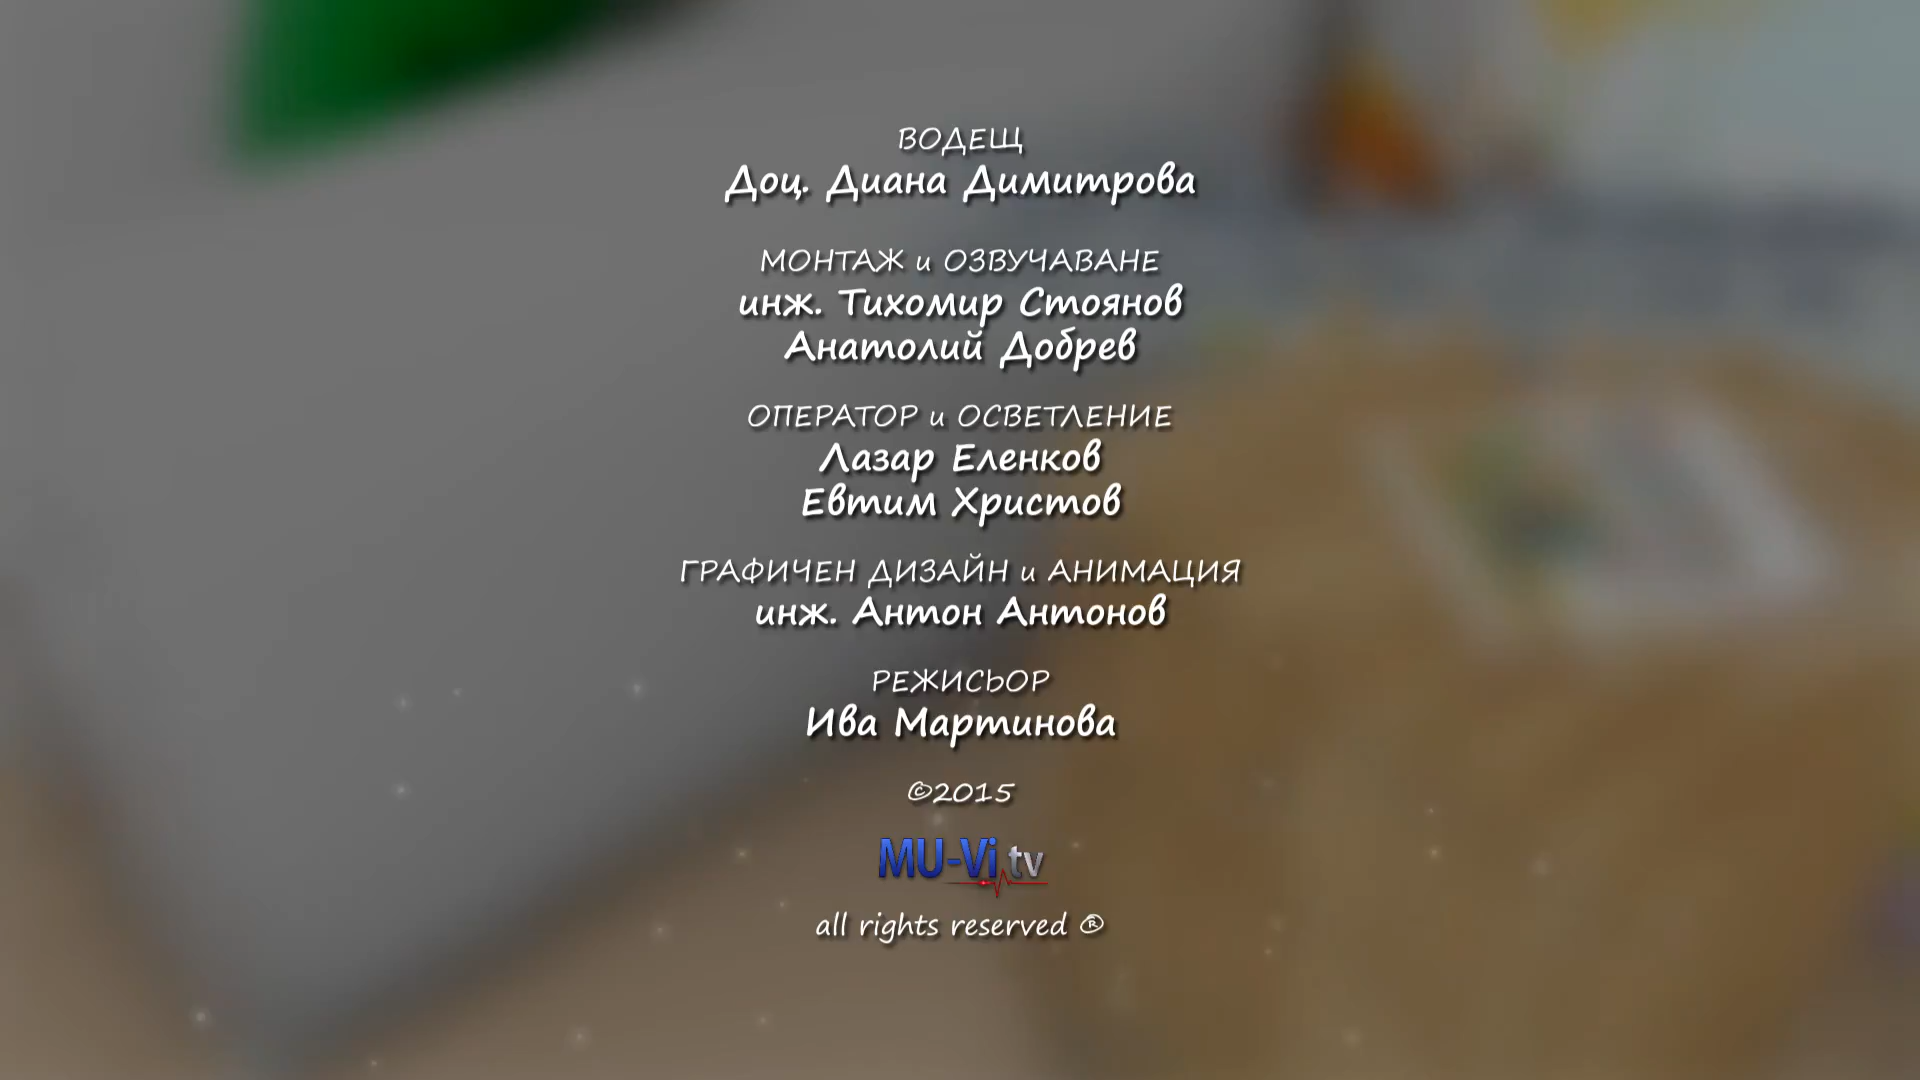 ВОДЕЩ
Доц. Диана Димитрова
МОНТАЖ и ОЗВУЧАВАНЕ
инж. Тихомир Стоянов
Анатолий Добрев
ОПЕРАТОР и ОСВЕТЛЕНИЕ
Лазар Еленков
Евтим Христов
ГРАФИЧЕН ДИЗАЙН и АНИМАЦИЯ
инж. Антон Антонов
РЕЖИСЬОР
Ива Мартинова
©2015
MU-Vi.tv
all rights reserved ®